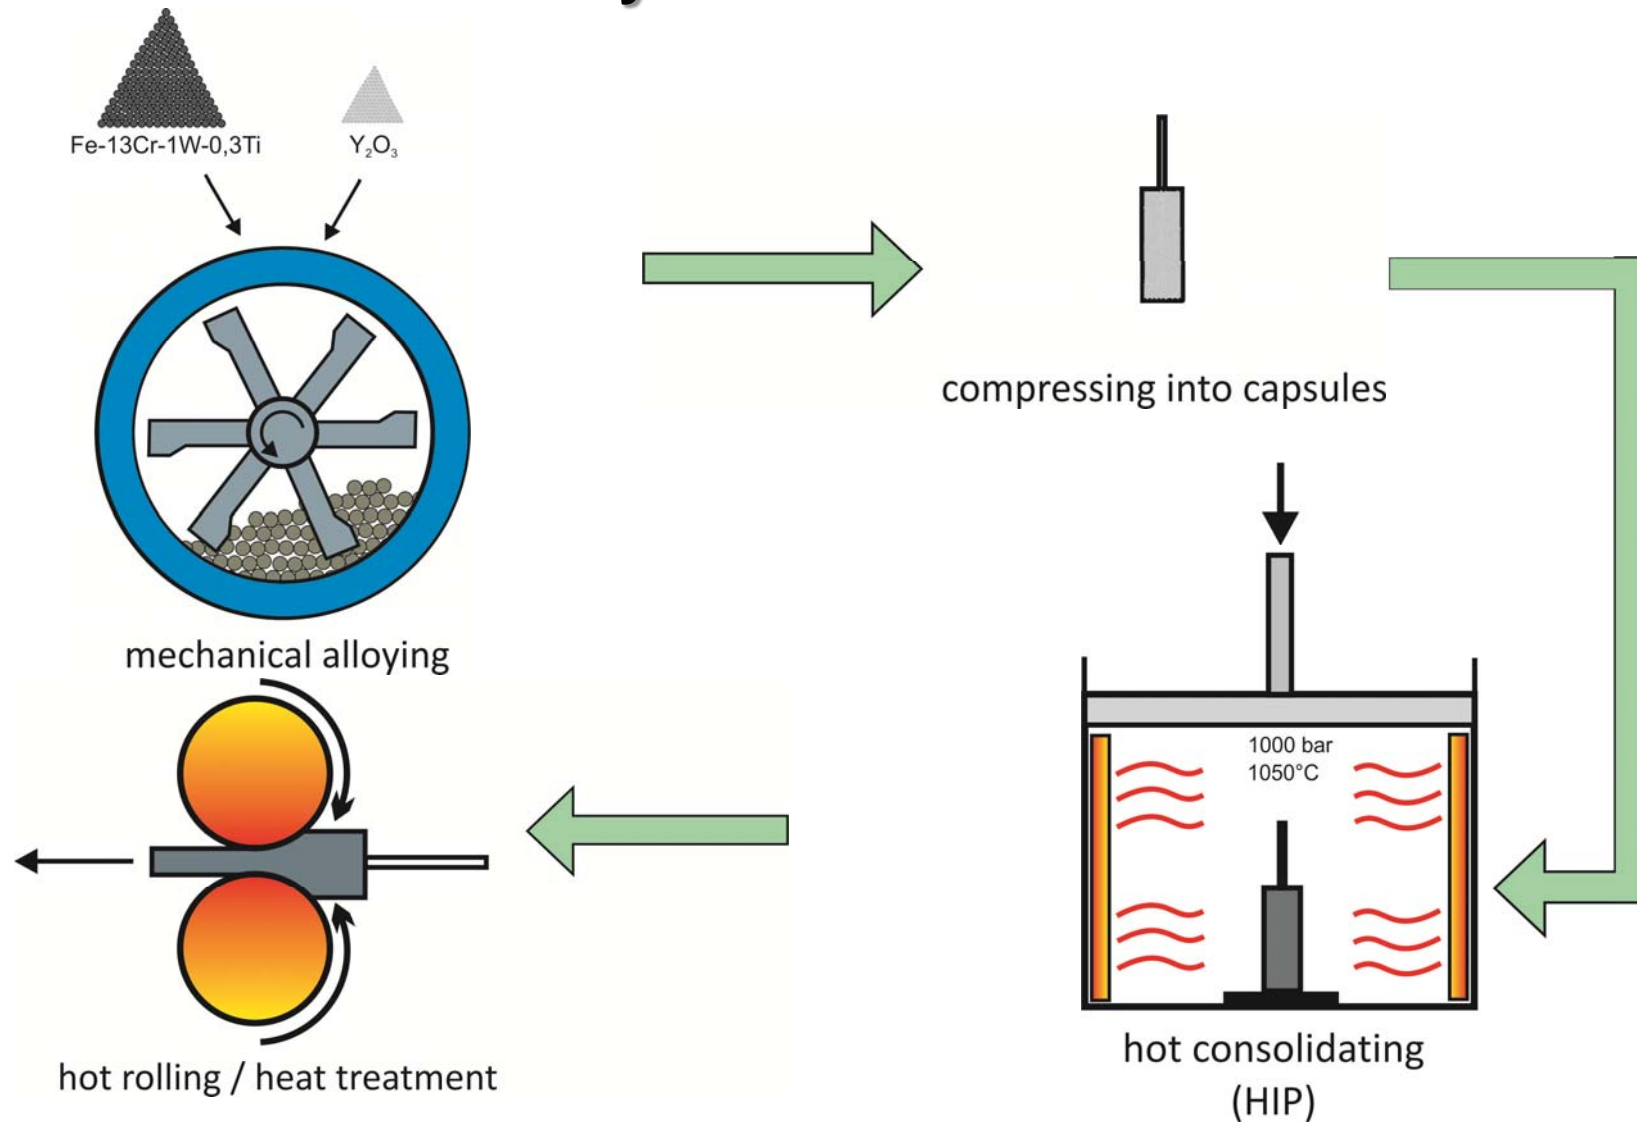 Fe-13Cr-1W-0,3Ti
Y₂O₃
mechanical alloying
compressing into capsules
1000 bar
1050°C
hot consolidating
(HIP)
hot rolling / heat treatment